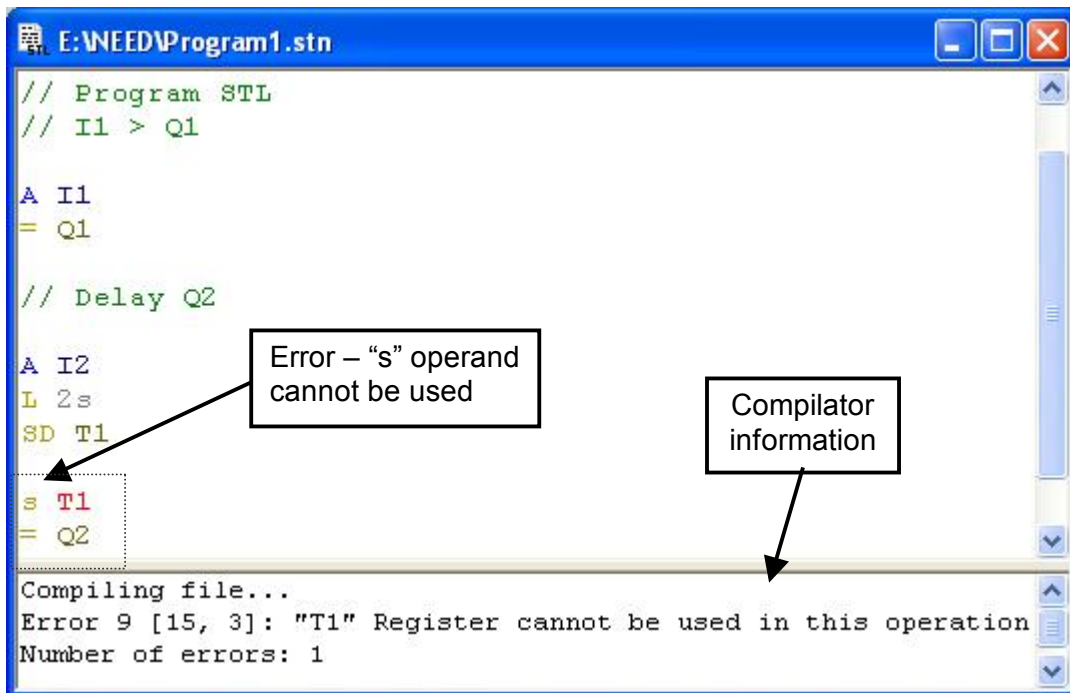 E:\NEED\Program1.stn
// Program STL
// I1 > Q1
A I1
= Q1
// Delay Q2
A I2
L 2s
SD T1
s T1
= Q2
Error – “s” operand
cannot be used
Compilator
information
Compiling file...
Error 9 [15, 3]: "T1" Register cannot be used in this operation
Number of errors: 1